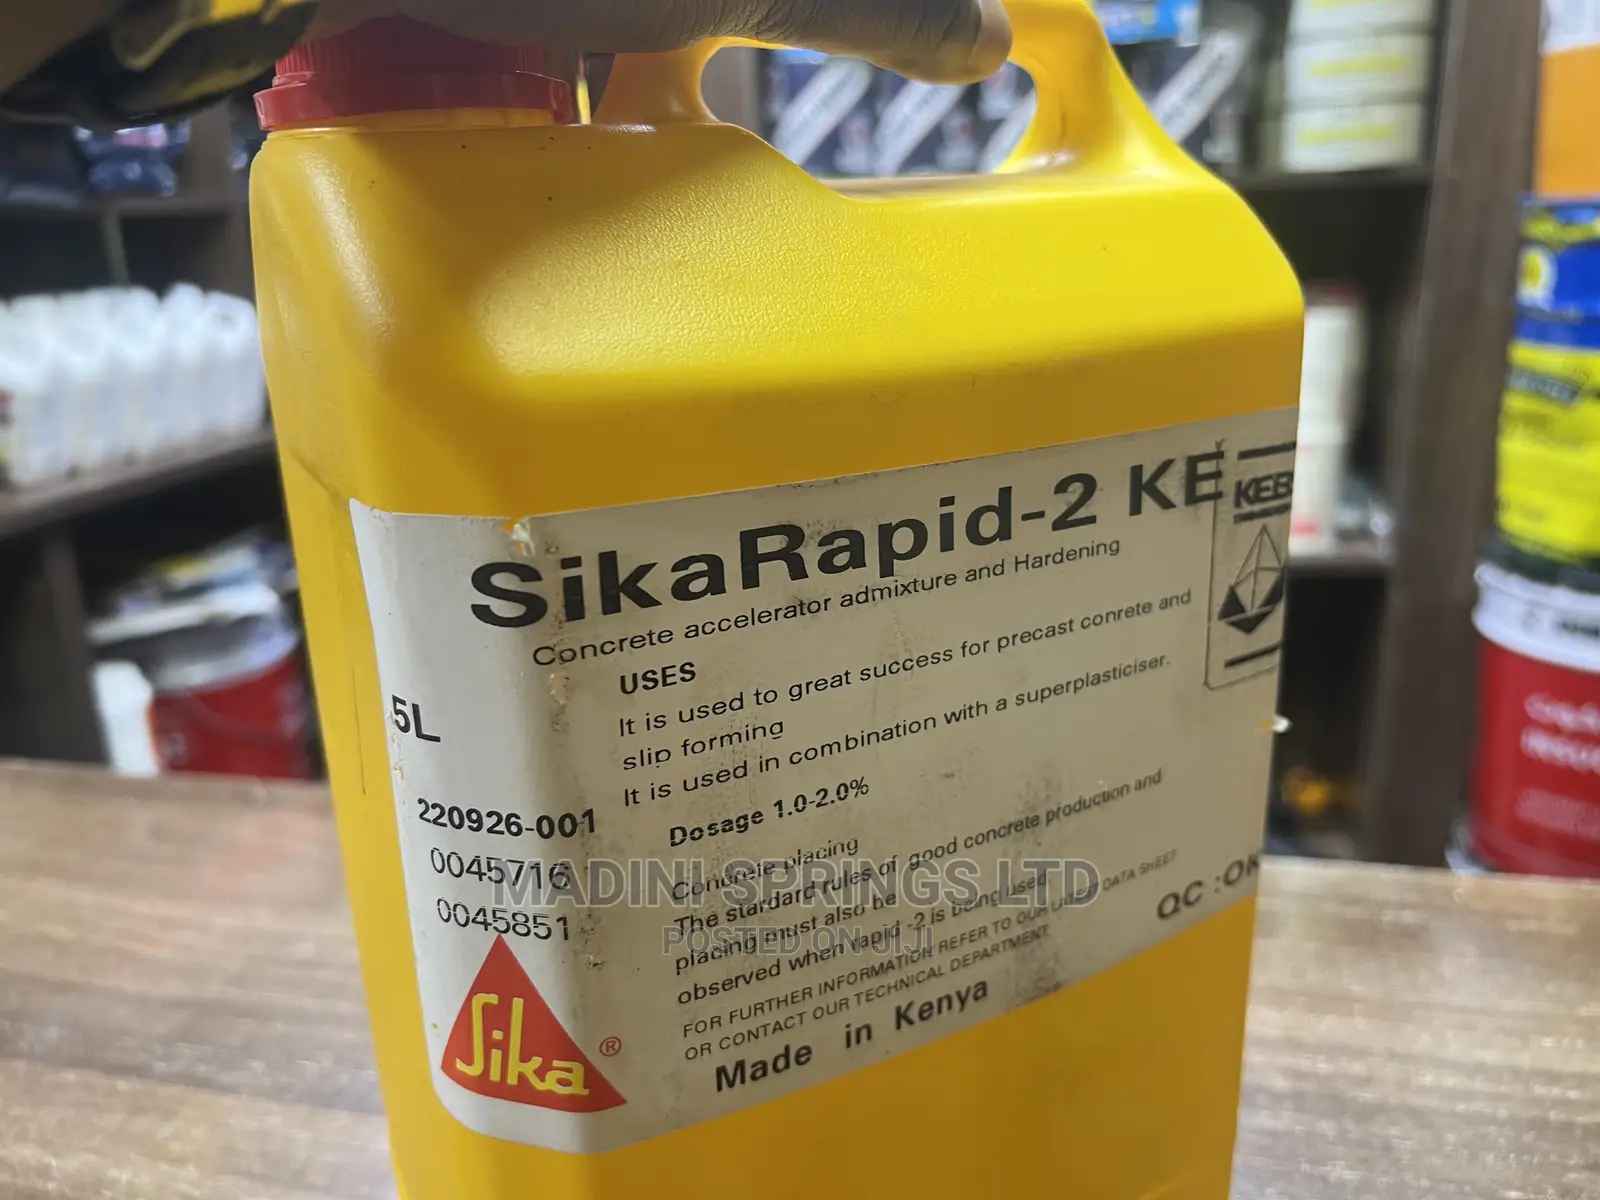 SikaRapid-2 KE
KEB
Concrete accelerator admixture and Hardening
USES
It is used to great success for precast conrete and
slip forming
It is used in combination with a superplasticiser.
5L
Dosage 1.0-2.0%
220926-001
0045716
0045851
Concrete placing
The stardard rules of good concrete production and
placing must also be
observed when rapid -2 is being used.
FOR FURTHER INFORMATION REFER TO OUR LATEST DATA SHEET
OR CONTACT OUR TECHNICAL DEPARTMENT
QC :OK
Made in Kenya
Sika ®
MADINI SPRINGS LTD
POSTED ON JIJI